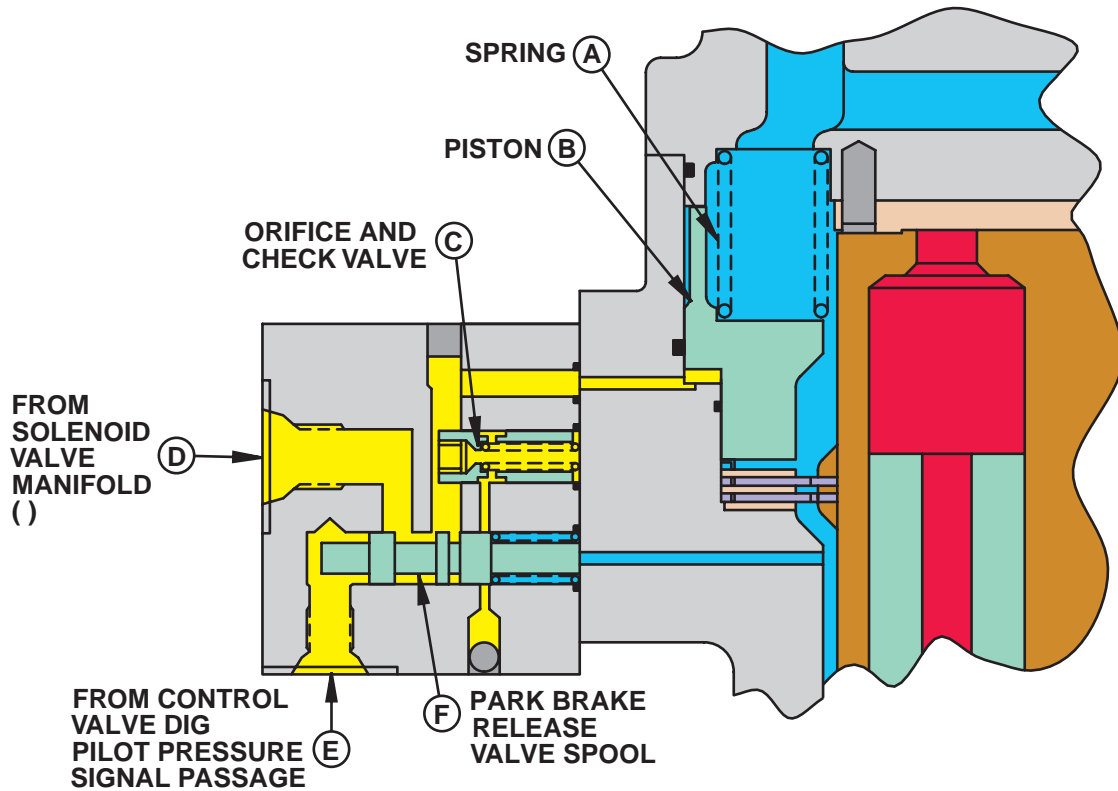 SPRING A
PISTON B
ORIFICE AND
CHECK VALVE C
FROM
SOLENOID
VALVE
MANIFOLD
( )
D
FROM CONTROL
VALVE DIG
PILOT PRESSURE
SIGNAL PASSAGE
E
F
PARK BRAKE
RELEASE
VALVE SPOOL